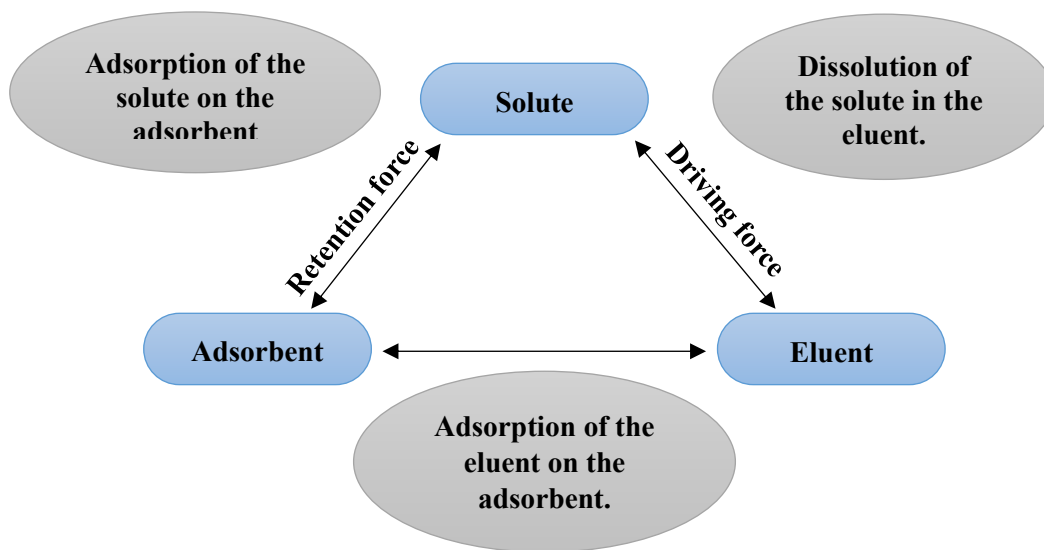 Adsorption of the
solute on the
adsorbent
Solute
Dissolution of
the solute in the
eluent.
Retention force
Driving force
Adsorbent
Eluent
Adsorption of the
eluent on the
adsorbent.